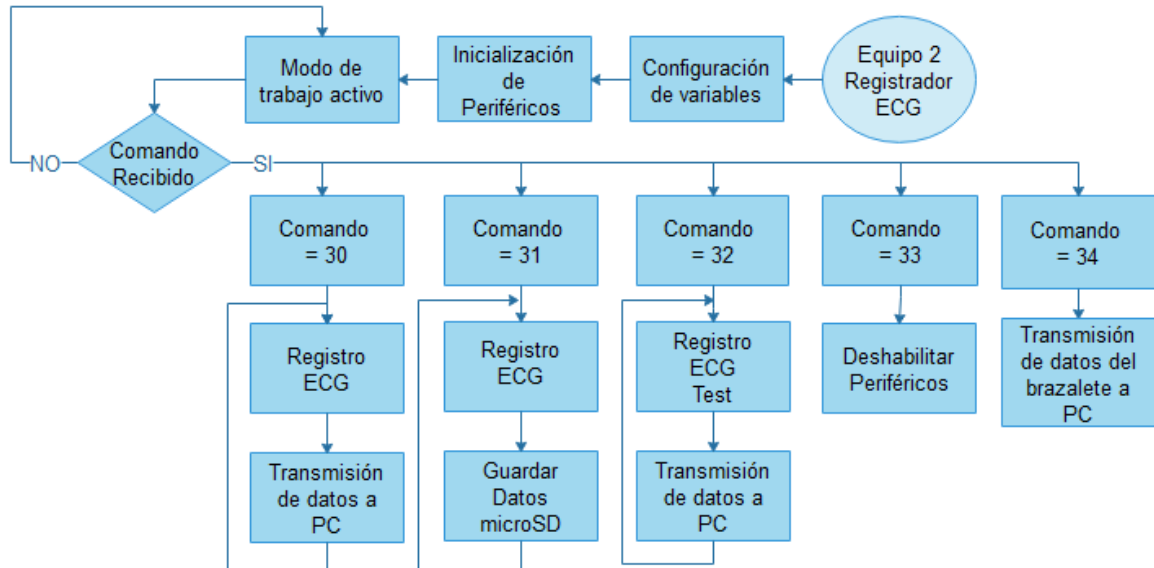 Modo de
trabajo activo
Inicialización
de
Periféricos
Configuración
de variables
Equipo 2
Registrador
ECG
Comando
Recibido
NO
SI
Comando
= 30
Comando
= 31
Comando
= 32
Comando
= 33
Comando
= 34
Registro
ECG
Registro
ECG
Registro
ECG
Test
Deshabilitar
Periféricos
Transmisión
de datos del
brazalete a
PC
Transmisión
de datos a
PC
Guardar
Datos
microSD
Transmisión
de datos a
PC